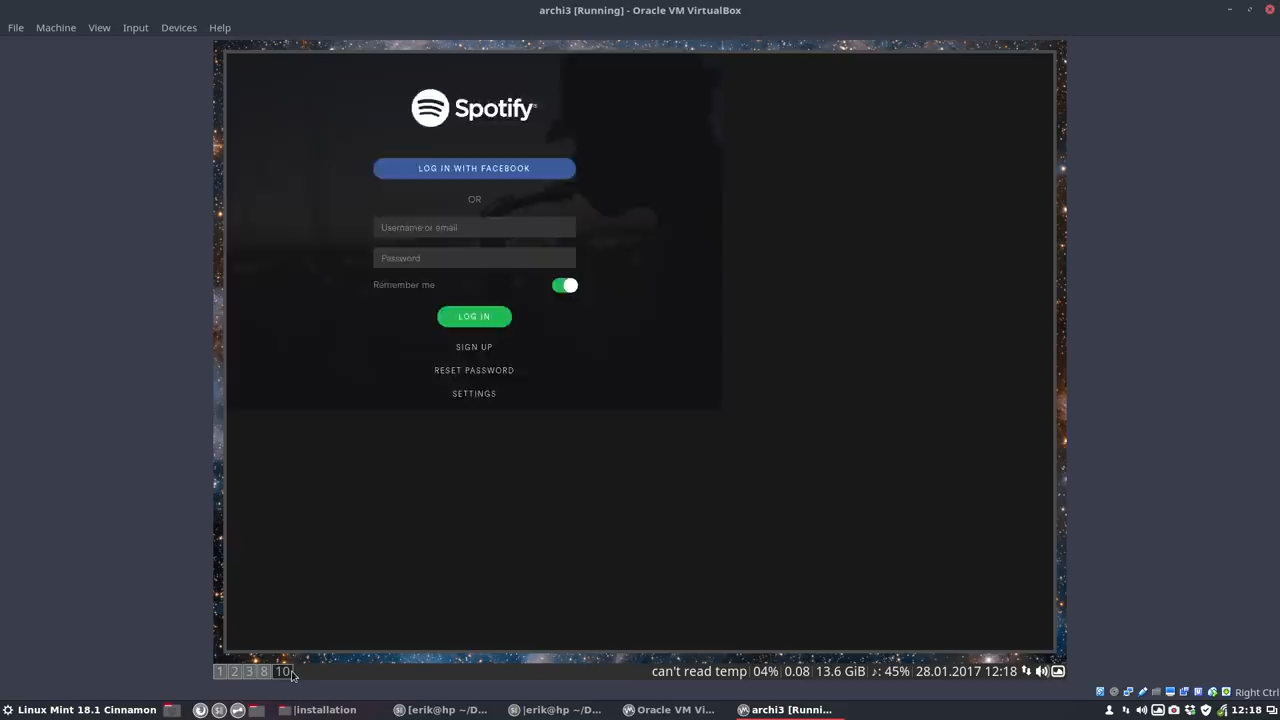 archi3 [Running] - Oracle VM VirtualBox
File Machine View Input Devices Help
Spotify
LOG IN WITH FACEBOOK
OR
Username or email
Password
Remember me
LOG IN
SIGN UP
RESET PASSWORD
SETTINGS
1 2 3 8 10 can't read temp 04% 0.08 13.6 GiB ♪: 45% 28.01.2017 12:18
Right Ctrl
Linux Mint 18.1 Cinnamon |installation [erik@hp ~/D... |erik@hp ~/D... Oracle VM Vi... archi3 [Runni... 12:18